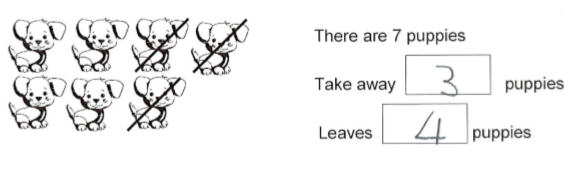 There are 7 puppies
Take away 3 puppies
Leaves 4 puppies